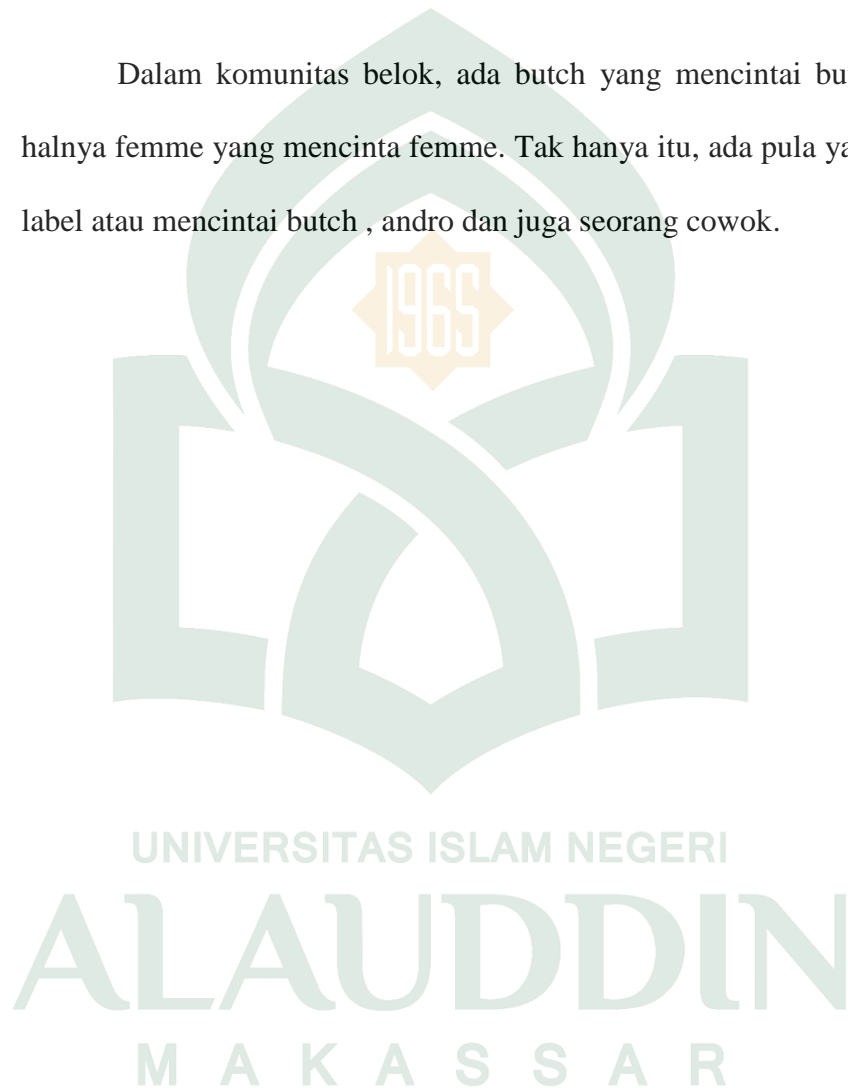 Dalam komunitas belok, ada butch yang mencintai
halnya femme yang mencinta femme. Tak hanya itu, ada pula
label atau mencintai butch , andro dan juga seorang cowok.
1965
UNIVERSITAS ISLAM NEGERI
ALAUDDIN
MAKASSAR